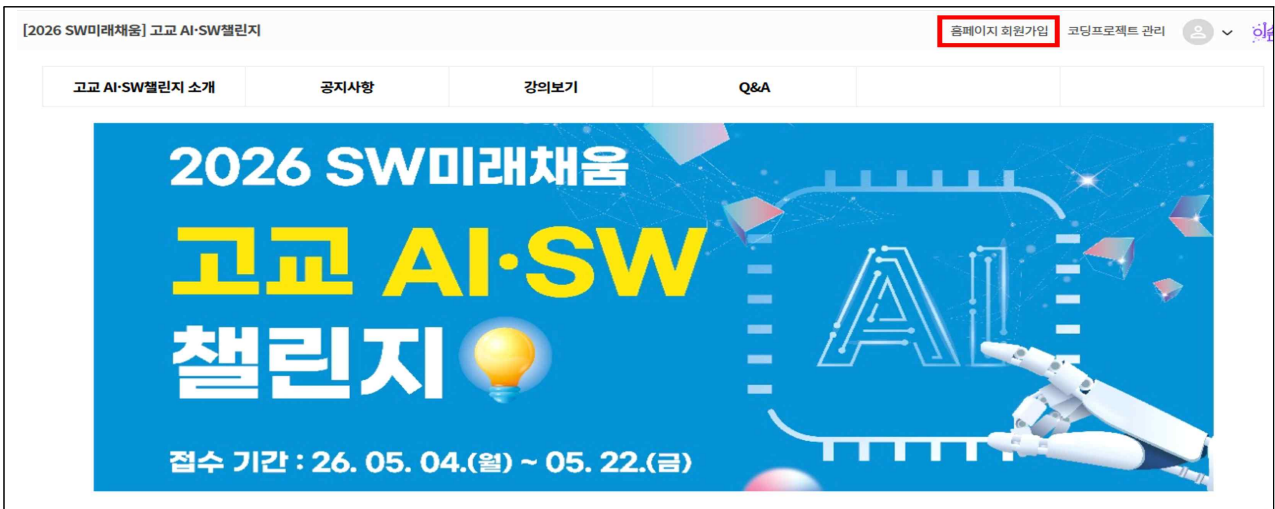 [2026 SW미래채움] 고교 AI·SW챌린지
홈페이지 회원가입 코딩프로젝트 관리
고교 AI·SW챌린지 소개 공지사항 강의보기 Q&A
2026 SW미래채움
고교 AI·SW
챌린지
AI
접수 기간 : 26. 05. 04.(월) ~ 05. 22.(금)